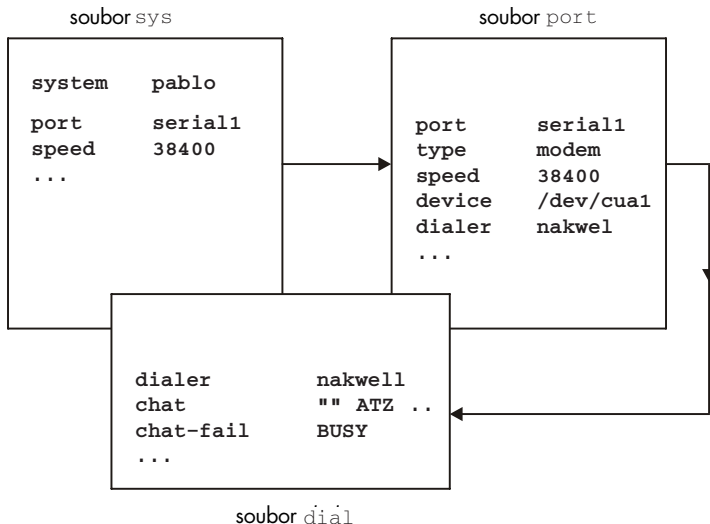 soubor sys
system pablo
port serial1
speed 38400
...
soubor port
port serial1
type modem
speed 38400
device /dev/cua1
dialer nakwel
...
dialer nakwell
chat "" ATZ ..
chat-fail BUSY
...
soubor dial